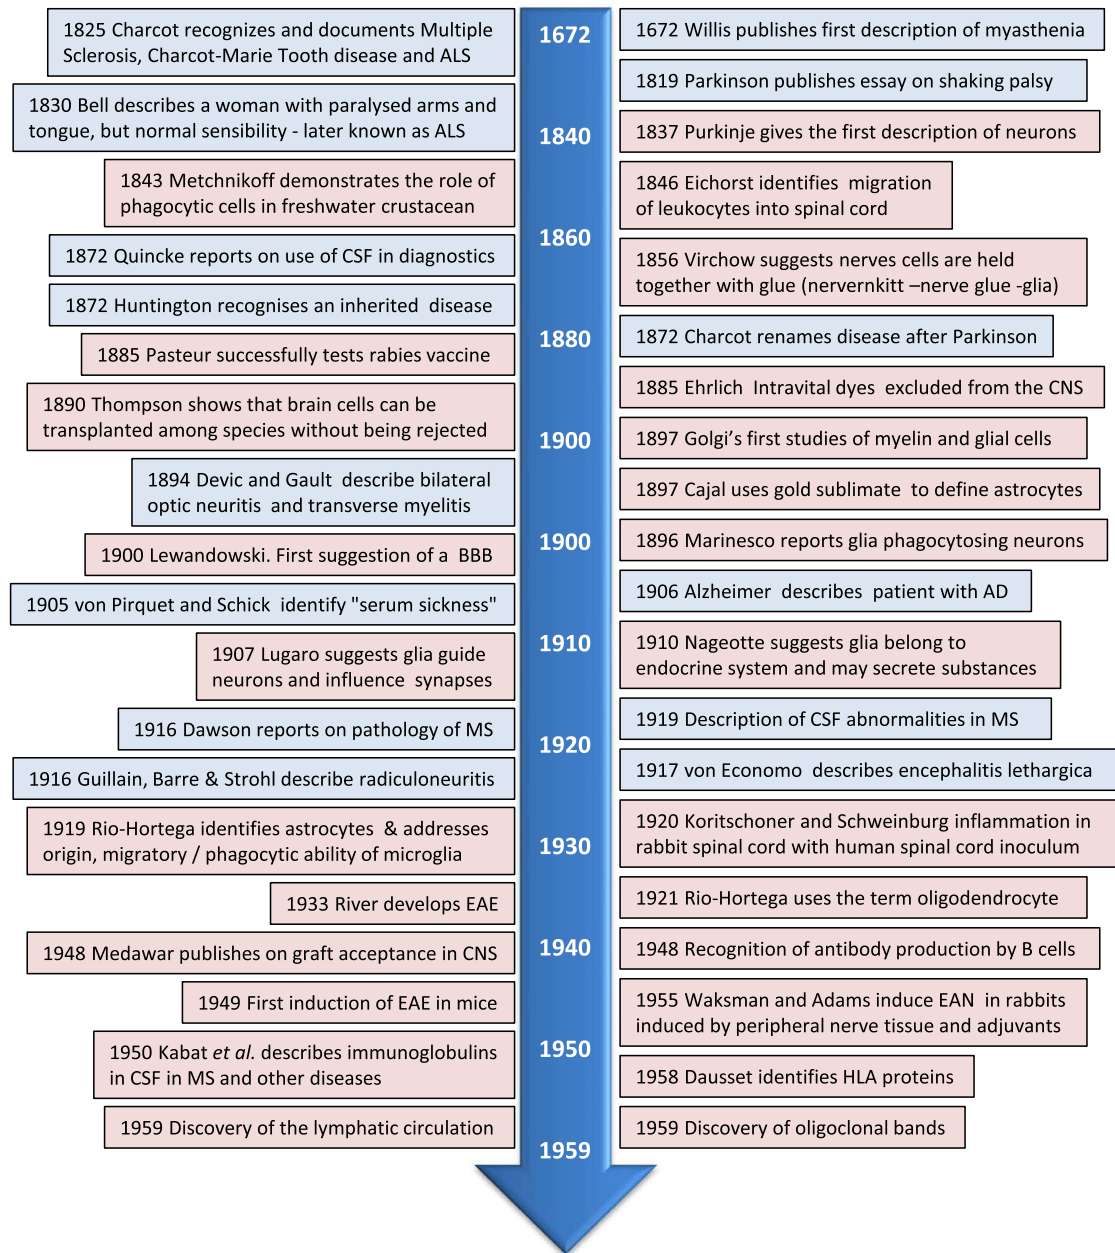 1825 Charcot recognizes and documents Multiple
Sclerosis, Charcot-Marie Tooth disease and ALS
1830 Bell describes a woman with paralysed arms and
tongue, but normal sensibility - later known as ALS
1843 Metchnikoff demonstrates the role of
phagocytic cells in freshwater crustacean
1872 Quincke reports on use of CSF in diagnostics
1872 Huntington recognises an inherited disease
1885 Pasteur successfully tests rabies vaccine
1890 Thompson shows that brain cells can be
transplanted among species without being rejected
1894 Devic and Gault describe bilateral
optic neuritis and transverse myelitis
1900 Lewandowski. First suggestion of a BBB
1905 von Pirquet and Schick identify "serum sickness"
1907 Lugaro suggests glia guide
neurons and influence synapses
1916 Dawson reports on pathology of MS
1916 Guillain, Barre & Strohl describe radiculoneuritis
1919 Rio-Hortega identifies astrocytes & addresses
origin, migratory / phagocytic ability of microglia
1933 River develops EAE
1948 Medawar publishes on graft acceptance in CNS
1949 First induction of EAE in mice
1950 Kabat et al. describes immunoglobulins
in CSF in MS and other diseases
1959 Discovery of the lymphatic circulation
1672
1840
1860
1880
1900
1900
1910
1920
1930
1940
1950
1959
1672 Willis publishes first description of myasthenia
1819 Parkinson publishes essay on shaking palsy
1837 Purkinje gives the first description of neurons
1846 Eichorst identifies migration
of leukocytes into spinal cord
1856 Virchow suggests nerves cells are held
together with glue (nervernkitt –nerve glue -glia)
1872 Charcot renames disease after Parkinson
1885 Ehrlich Intravital dyes excluded from the CNS
1897 Golgi's first studies of myelin and glial cells
1897 Cajal uses gold sublimate to define astrocytes
1896 Marinesco reports glia phagocytosing neurons
1906 Alzheimer describes patient with AD
1910 Nageotte suggests glia belong to
endocrine system and may secrete substances
1919 Description of CSF abnormalities in MS
1917 von Economo describes encephalitis lethargica
1920 Koritschoner and Schweinburg inflammation in
rabbit spinal cord with human spinal cord inoculum
1921 Rio-Hortega uses the term oligodendrocyte
1948 Recognition of antibody production by B cells
1955 Waksman and Adams induce EAN in rabbits
induced by peripheral nerve tissue and adjuvants
1958 Dausset identifies HLA proteins
1959 Discovery of oligoclonal bands